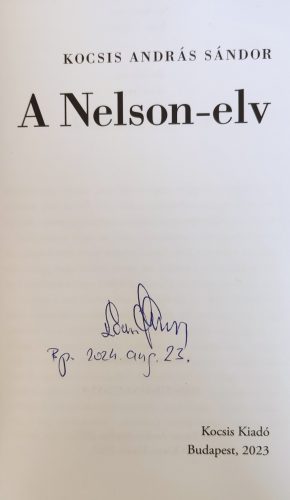 KOCSIS ANDRÁS SÁNDOR
A Nelson-elv
Bp. 2024. aug. 23.
Kocsis Kiadó
Budapest, 2023